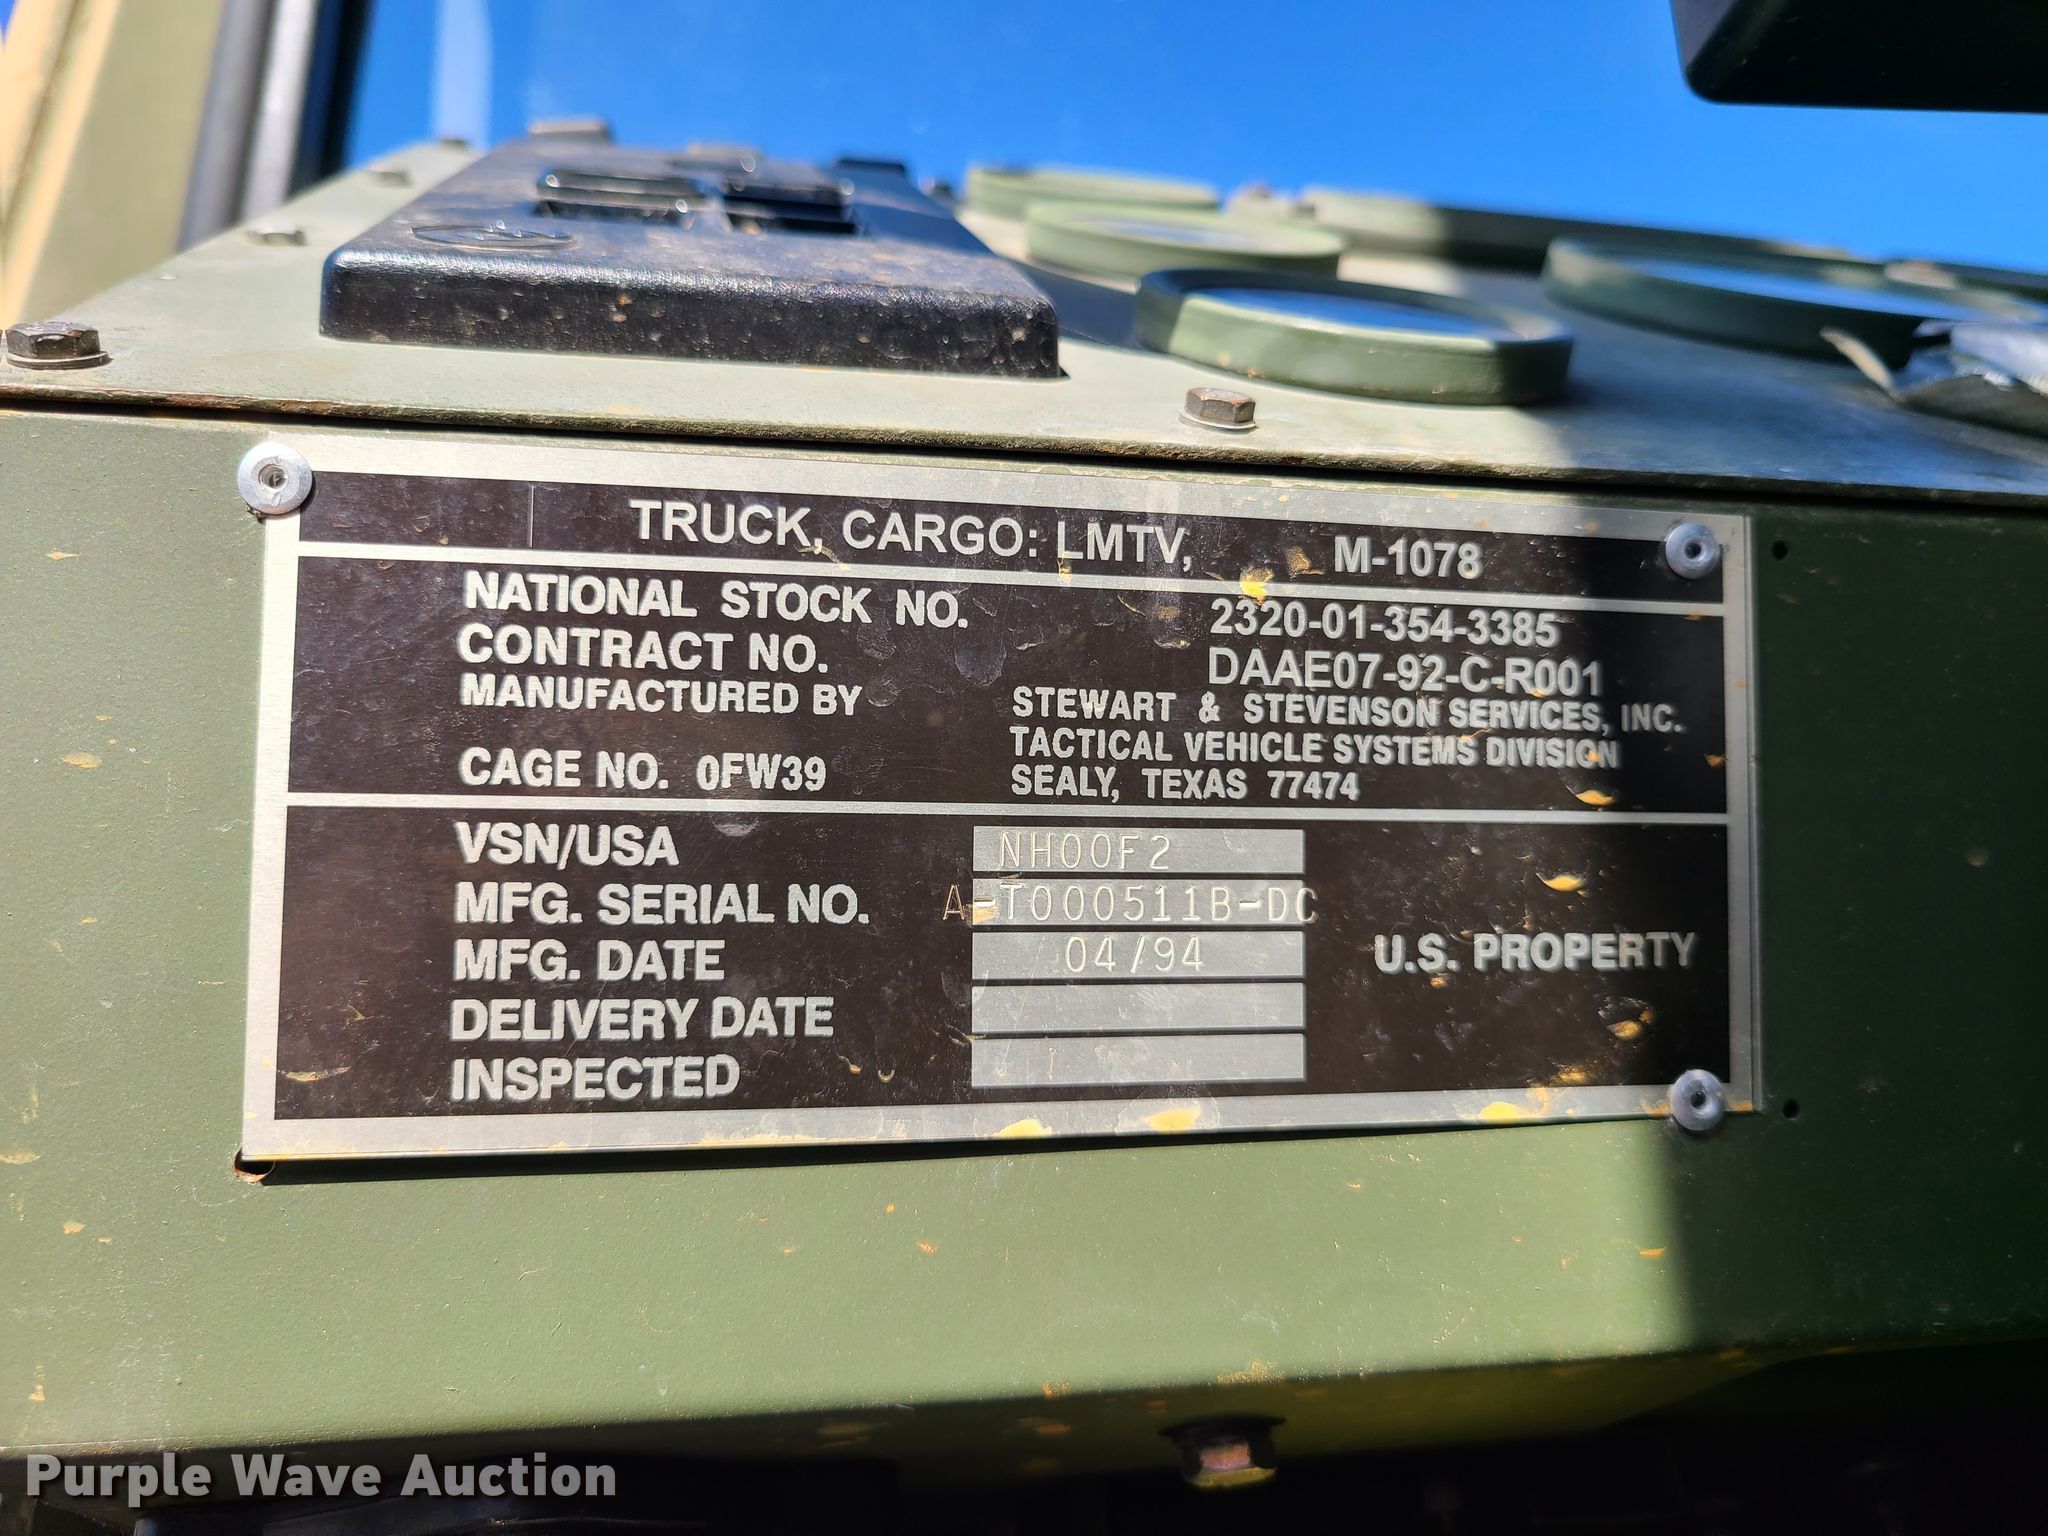 TRUCK, CARGO: LMTV, M-1078
NATIONAL STOCK NO. 2320-01-354-3385
CONTRACT NO. DAAE07-92-C-R001
MANUFACTURED BY STEWART & STEVENSON SERVICES, INC.
TACTICAL VEHICLE SYSTEMS DIVISION
CAGE NO. 0FW39 SEALY, TEXAS 77474
VSN/USA NH00F2
MFG. SERIAL NO. A-T000511B-DC
MFG. DATE 04/94
U.S. PROPERTY
DELIVERY DATE
INSPECTED
Purple Wave Auction